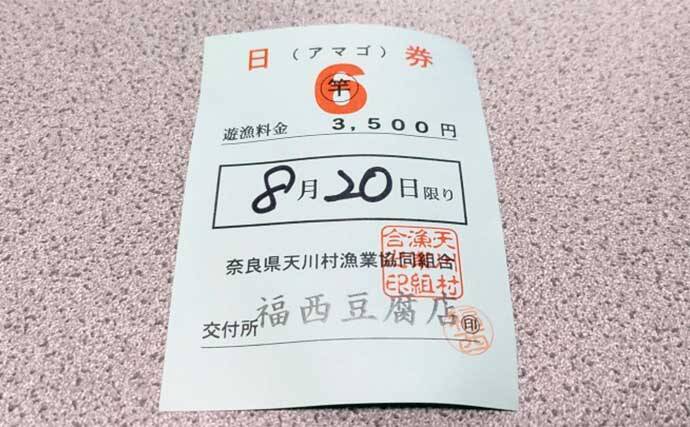 日（アマゴ）券
6
竿
遊漁料金 3,500円
8月20日限り
奈良県天川村漁業協同組合
天川村
漁業組
合印
福西豆腐店
交付所 ㊞